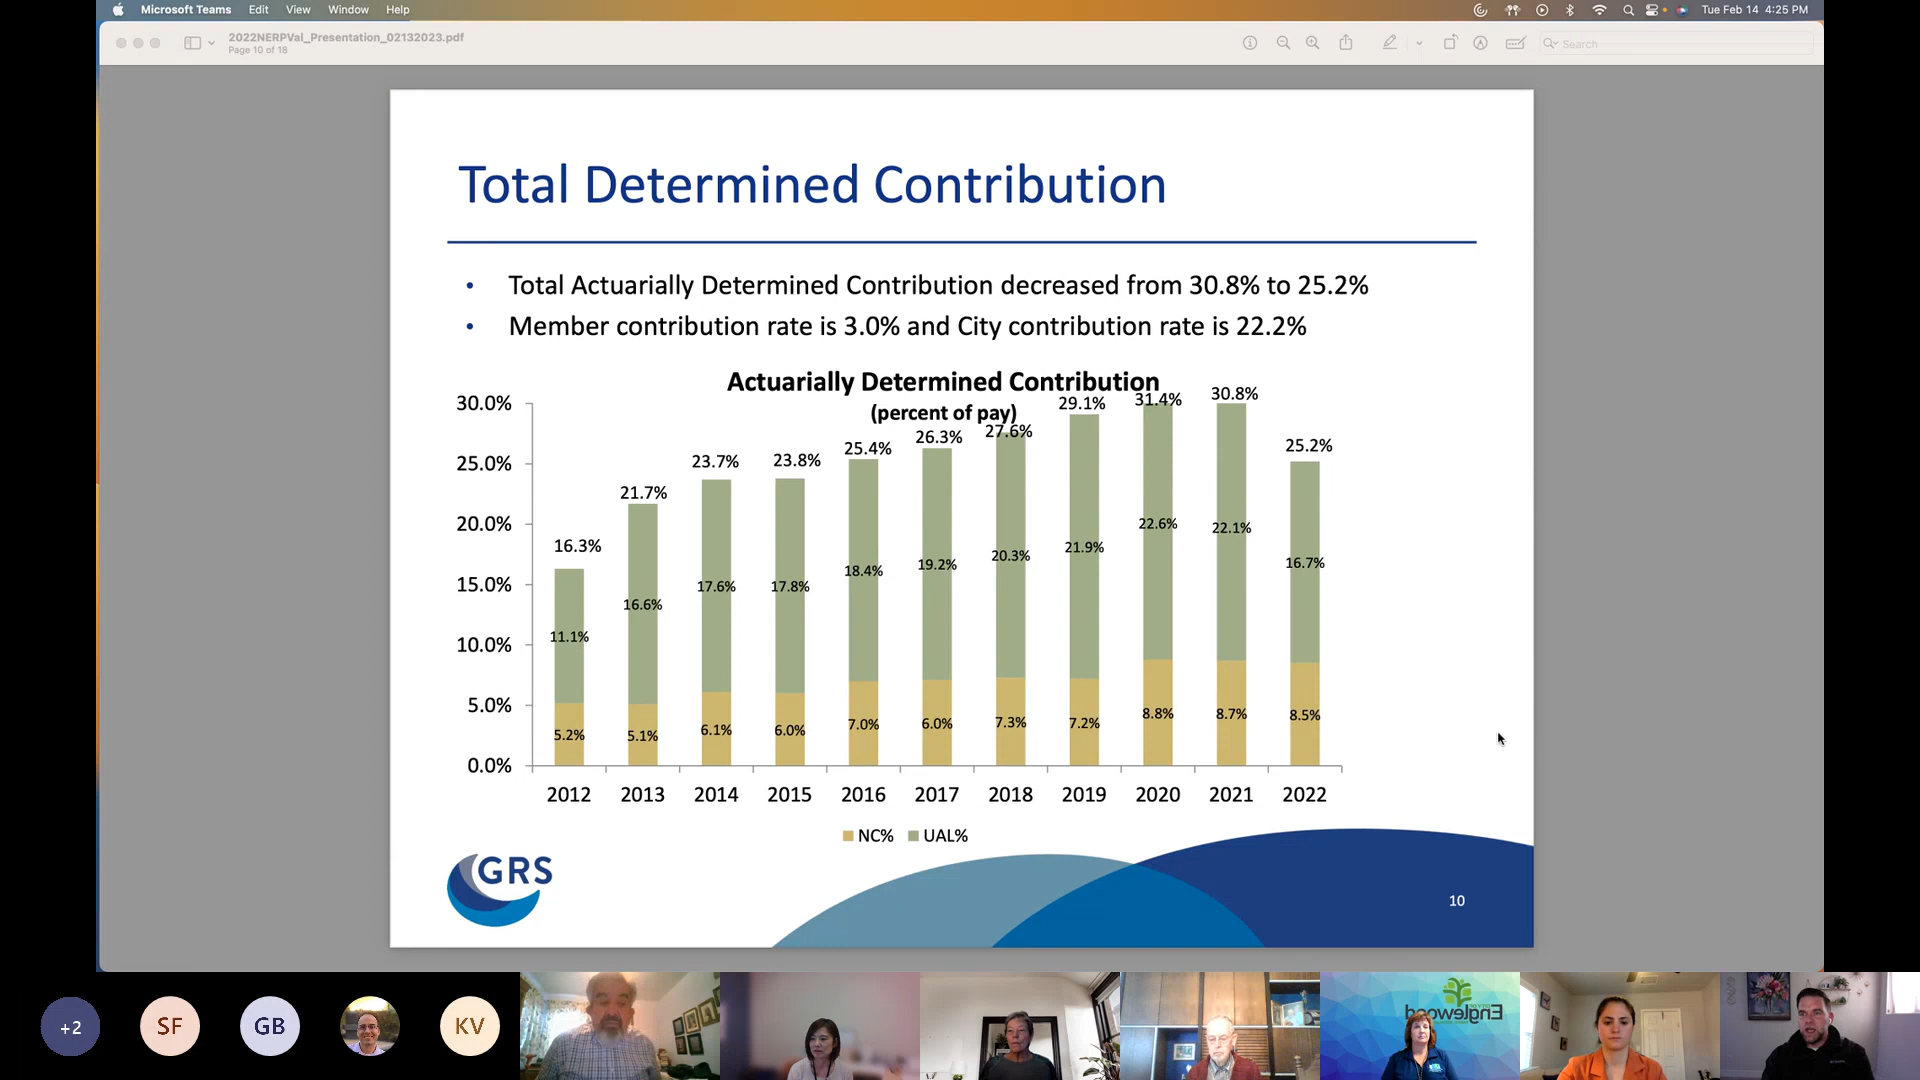 Microsoft Teams Edit View Window Help Tue Feb 14 4:25 PM
2022NERPVal_Presentation_02132023.pdf
Page 10 of 18
Search
Total Determined Contribution
• Total Actuarially Determined Contribution decreased from 30.8% to 25.2%
• Member contribution rate is 3.0% and City contribution rate is 22.2%
Actuarially Determined Contribution
(percent of pay)
30.0%
25.0%
20.0%
15.0%
10.0%
5.0%
0.0%
16.3% 21.7% 23.7% 23.8% 25.4% 26.3% 27.6% 29.1% 31.4% 30.8% 25.2%
11.1% 16.6% 17.6% 17.8% 18.4% 19.2% 20.3% 21.9% 22.6% 22.1% 16.7%
5.2% 5.1% 6.1% 6.0% 7.0% 6.0% 7.3% 7.2% 8.8% 8.7% 8.5%
2012 2013 2014 2015 2016 2017 2018 2019 2020 2021 2022
NC% UAL%
GRS
10
+2 SF GB KV
Englewood